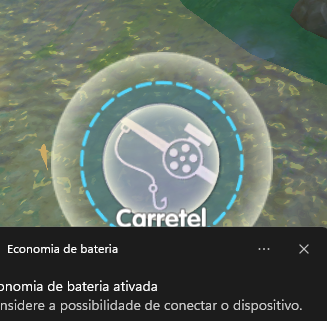 Carretel
Economia de bateria
onomia de bateria ativada
nsidere a possibilidade de conectar o dispositivo.